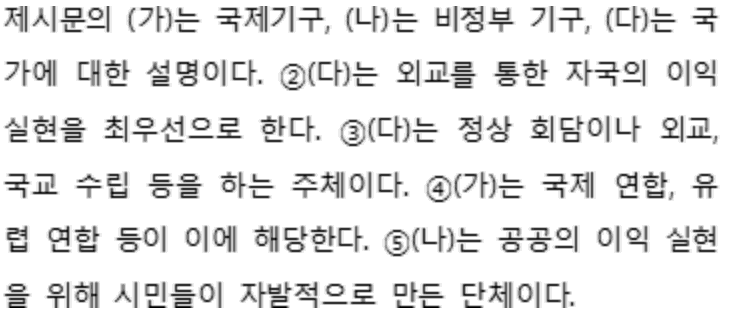 제시문의 (가)는 국제기구, (나)는 비정부 기구, (다)는 국
가에 대한 설명이다. ②(다)는 외교를 통한 자국의 이익
실현을 최우선으로 한다. ③(다)는 정상 회담이나 외교,
국교 수립 등을 하는 주체이다. ④(가)는 국제 연합, 유
럽 연합 등이 이에 해당한다. ⑤(나)는 공공의 이익 실현
을 위해 시민들이 자발적으로 만든 단체이다.